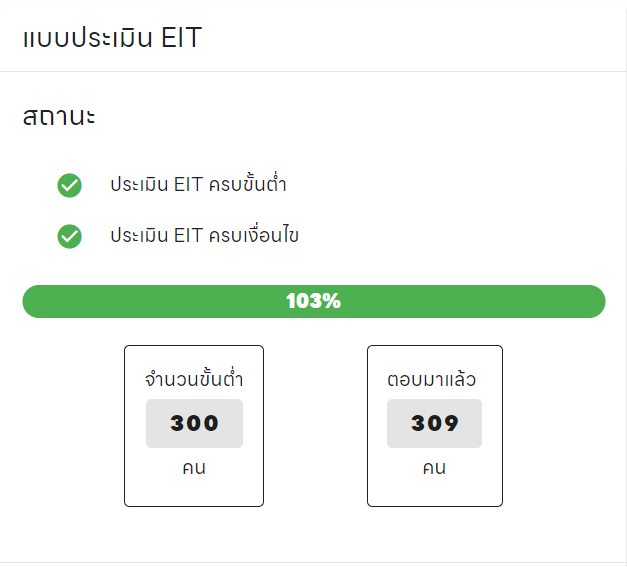 แบบประเมิน EIT
สถานะ
ประเมิน EIT ครบขั้นต่ำ
ประเมิน EIT ครบเงื่อนไข
103%
จำนวนขั้นต่ำ
300
คน
ตอบมาแล้ว
309
คน